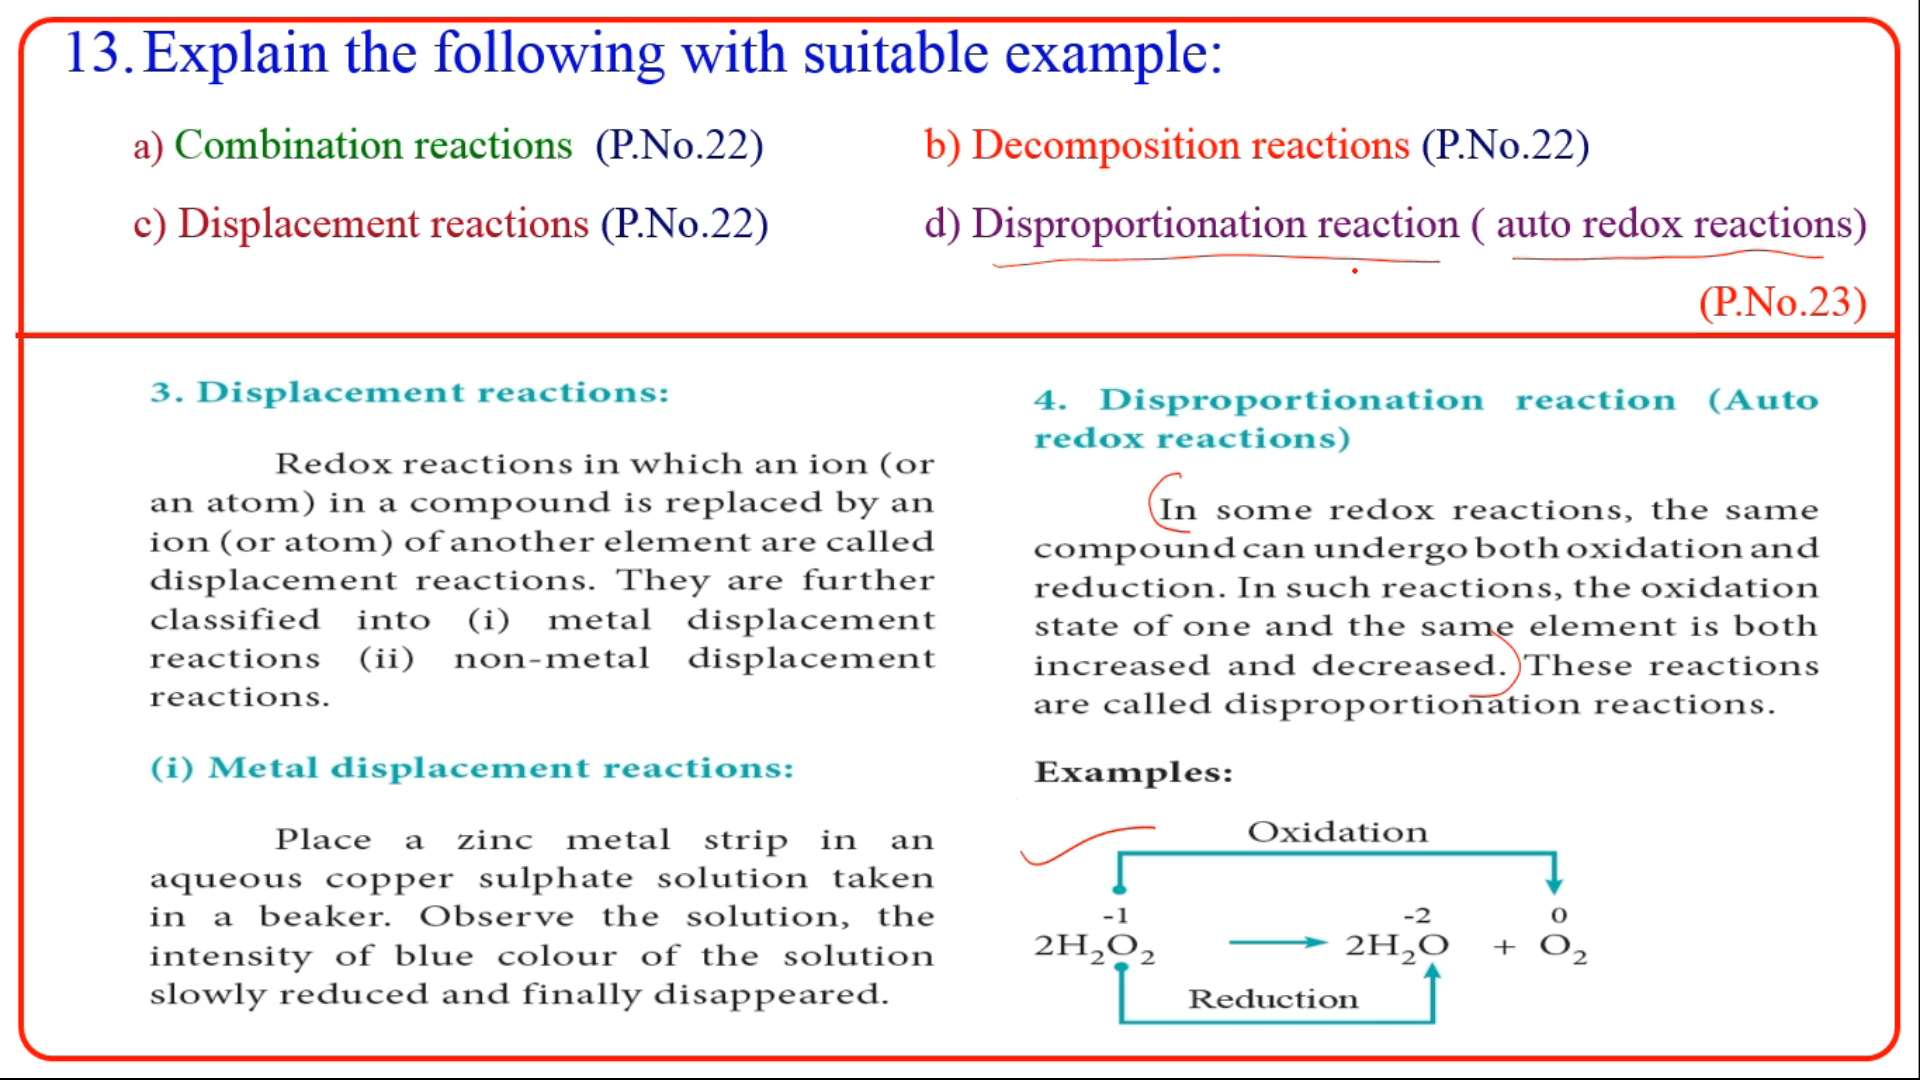 13. Explain the following with suitable example:
a) Combination reactions (P.No.22)
b) Decomposition reactions (P.No.22)
c) Displacement reactions (P.No.22)
d) Disproportionation reaction ( auto redox reactions)
(P.No.23)
3. Displacement reactions:
Redox reactions in which an ion (or
an atom) in a compound is replaced by an
ion (or atom) of another element are called
displacement reactions. They are further
classified into (i) metal displacement
reactions (ii) non-metal displacement
reactions.
(i) Metal displacement reactions:
Place a zinc metal strip in an
aqueous copper sulphate solution taken
in a beaker. Observe the solution, the
intensity of blue colour of the solution
slowly reduced and finally disappeared.
4. Disproportionation reaction (Auto
redox reactions)
In some redox reactions, the same
compound can undergo both oxidation and
reduction. In such reactions, the oxidation
state of one and the same element is both
increased and decreased. These reactions
are called disproportionation reactions.
Examples:
Oxidation
-1 -2 0
2H₂O₂ → 2H₂O + O₂
Reduction